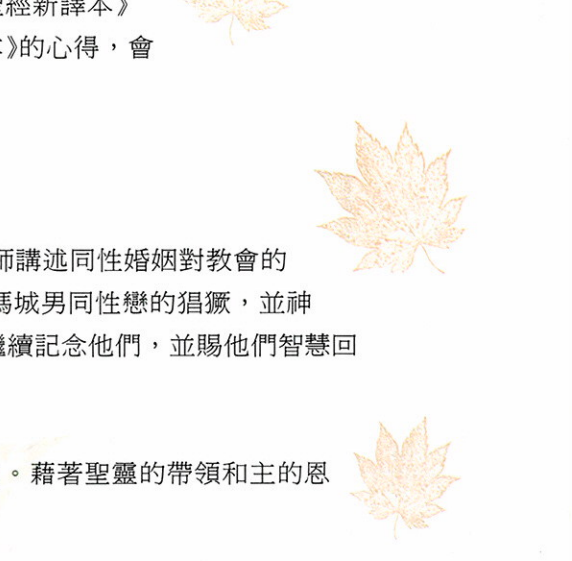 經新譯本》
》的心得，會
師講述同性婚姻對教會的
瑪城男同性戀的猖獗，並神
繼續記念他們，並賜他們智慧回
。藉著聖靈的帶領和主的恩